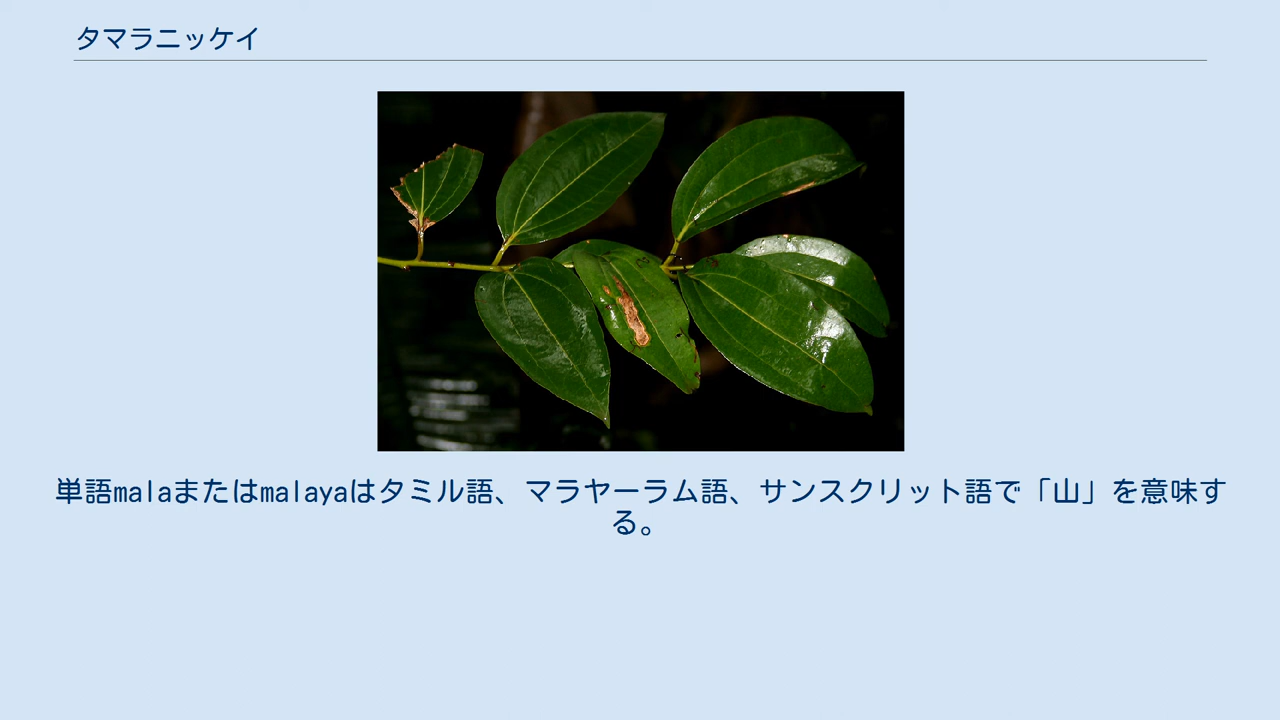 タマラニッケイ
単語malaまたはmalayaはタミル語、マラヤーラム語、サンスクリット語で「山」を意味す
る。